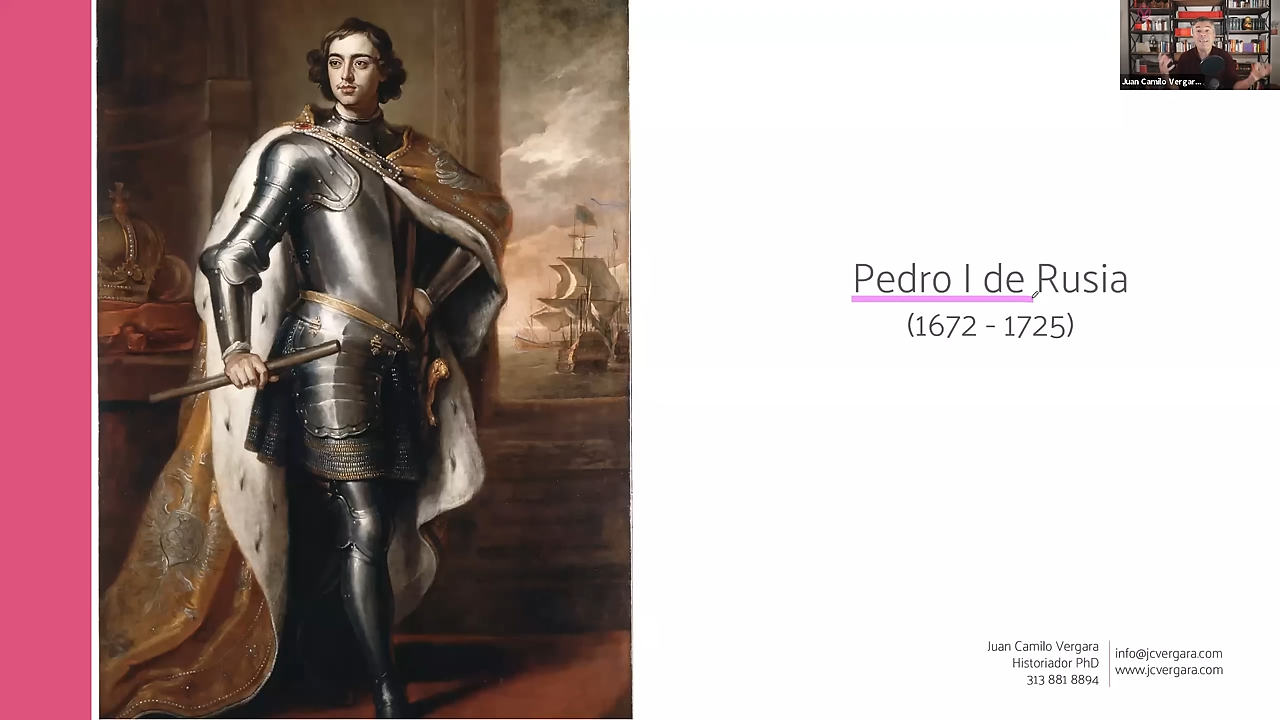 Juan Camilo Vergar...
Pedro I de Rusia
(1672 - 1725)
Juan Camilo Vergara
Historiador PhD
313 881 8894
info@jcvergara.com
www.jcvergara.com